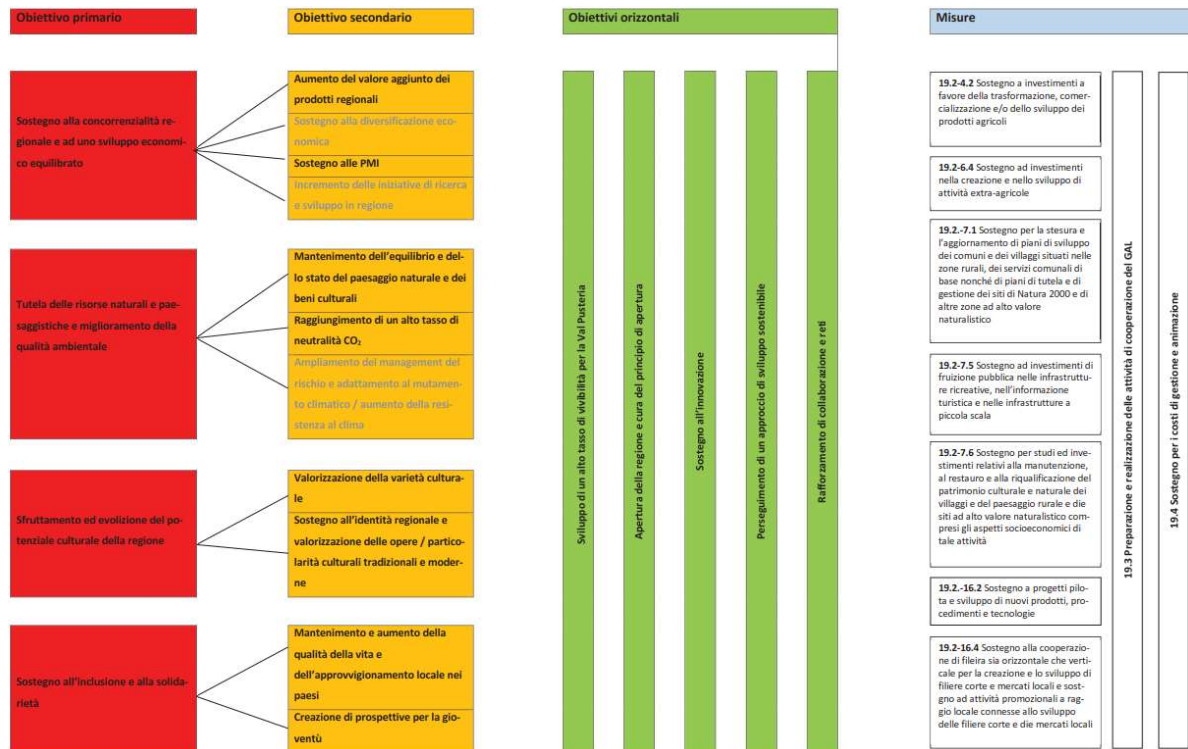 Obiettivo primario
Obiettivo secondario
Obiettivi orizzontali
Misure
Sostegno alla concorrenzialità re-
gionale e ad uno sviluppo economi-
co equilibrato
Aumento del valore aggiunto dei
prodotti regionali
Sostegno alla diversificazione eco-
nomica
Sostegno alle PMI
Incremento delle iniziative di ricerca
e sviluppo in regione
Tutela delle risorse naturali e pae-
saggistiche e miglioramento della
qualità ambientale
Mantenimento dell'equilibrio e del-
lo stato del paesaggio naturale e dei
beni culturali
Raggiungimento di un alto tasso di
neutralità CO₂
Ampliamento del management del
rischio e adattamento al mutamen-
to climatico / aumento della resi-
stenza al clima
Sfruttamento ed evolizione del po-
tenziale culturale della regione
Valorizzazione della varietà cultura-
le
Sostegno all'identità regionale e
valorizzazione delle opere / partico-
larità culturali tradizionali e moder-
ne
Sostegno all'inclusione e alla solida-
rietà
Mantenimento e aumento della
qualità della vita e
dell'approvvigionamento locale nei
paesi
Creazione di prospettive per la gio-
ventù
Sviluppo di un alto tasso di vivibilità per la Val Pusteria
Apertura della regione e cura del principio di apertura
Sostegno all'innovazione
Perseguimento di un approccio di sviluppo sostenibile
Rafforzamento di collaborazione e reti
19.2-4.2 Sostegno a investimenti a
favore della trasformazione, comer-
cializzazione e/o dello sviluppo dei
prodotti agricoli
19.2-6.4 Sostegno ad investimenti
nella creazione e nello sviluppo di
attività extra-agricole
19.2.-7.1 Sostegno per la stesura e
l'aggiornamento di piani di sviluppo
dei comuni e dei villaggi situati nelle
zone rurali, dei servizi comunali di
base nonché di piani di tutela e di
gestione dei siti di Natura 2000 e di
altre zone ad alto valore
naturalistico
19.2-7.5 Sostegno ad investimenti di
fruizione pubblica nelle infrastruttu-
re ricreative, nell'informazione
turistica e nelle infrastrutture a
piccola scala
19.2-7.6 Sostegno per studi ed inve-
stimenti relativi alla manutenzione,
al restauro e alla riqualificazione del
patrimonio culturale e naturale dei
villaggi e del paesaggio rurale e die
siti ad alto valore naturalistico com-
presi gli aspetti socioeconomici di
tale attività
19.2.-16.2 Sostegno a progetti pilo-
ta e sviluppo di nuovi prodotti, pro-
cedimenti e tecnologie
19.2-16.4 Sostegno alla cooperazio-
ne di fileira sia orizzontale che verti-
cale per la creazione e lo sviluppo di
filiere corte e mercati locali e sost-
gno ad attività promozionali a rag-
gio locale connesse allo sviluppo
delle filiere corte e die mercati locali
19.3 Preparazione e realizzazione delle attività di cooperazione del GAL
19.4 Sostegno per i costi di gestione e animazione